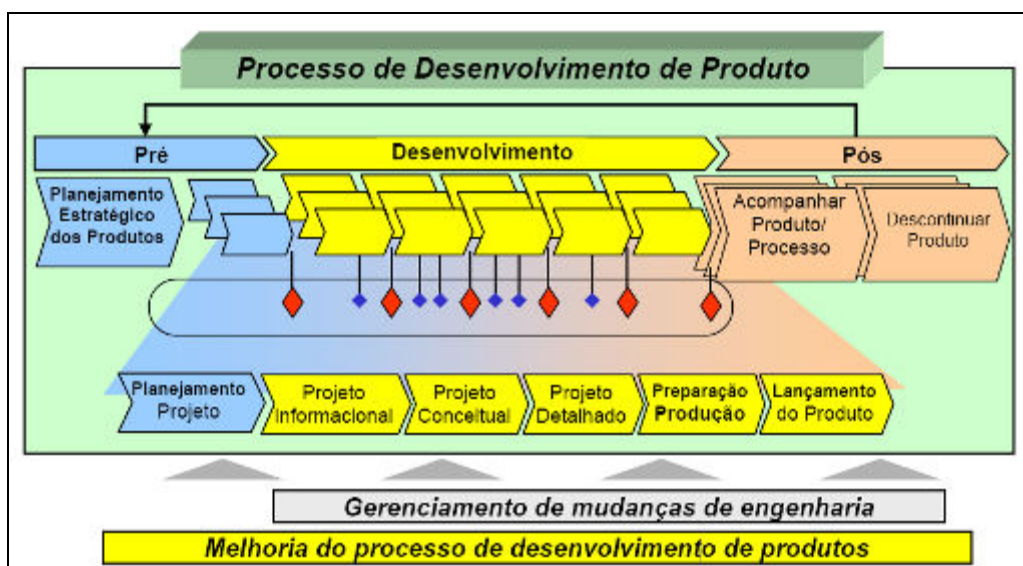 Processo de Desenvolvimento de Produto
Pré
Desenvolvimento
Pós
Planejamento
Estratégico
dos Produtos
Acompanhar
Produto/
Processo
Descontinuar
Produto
Planejamento
Projeto
Projeto
Informacional
Projeto
Conceitual
Projeto
Detalhado
Preparação
Produção
Lançamento
do Produto
Gerenciamento de mudanças de engenharia
Melhoria do processo de desenvolvimento de produtos